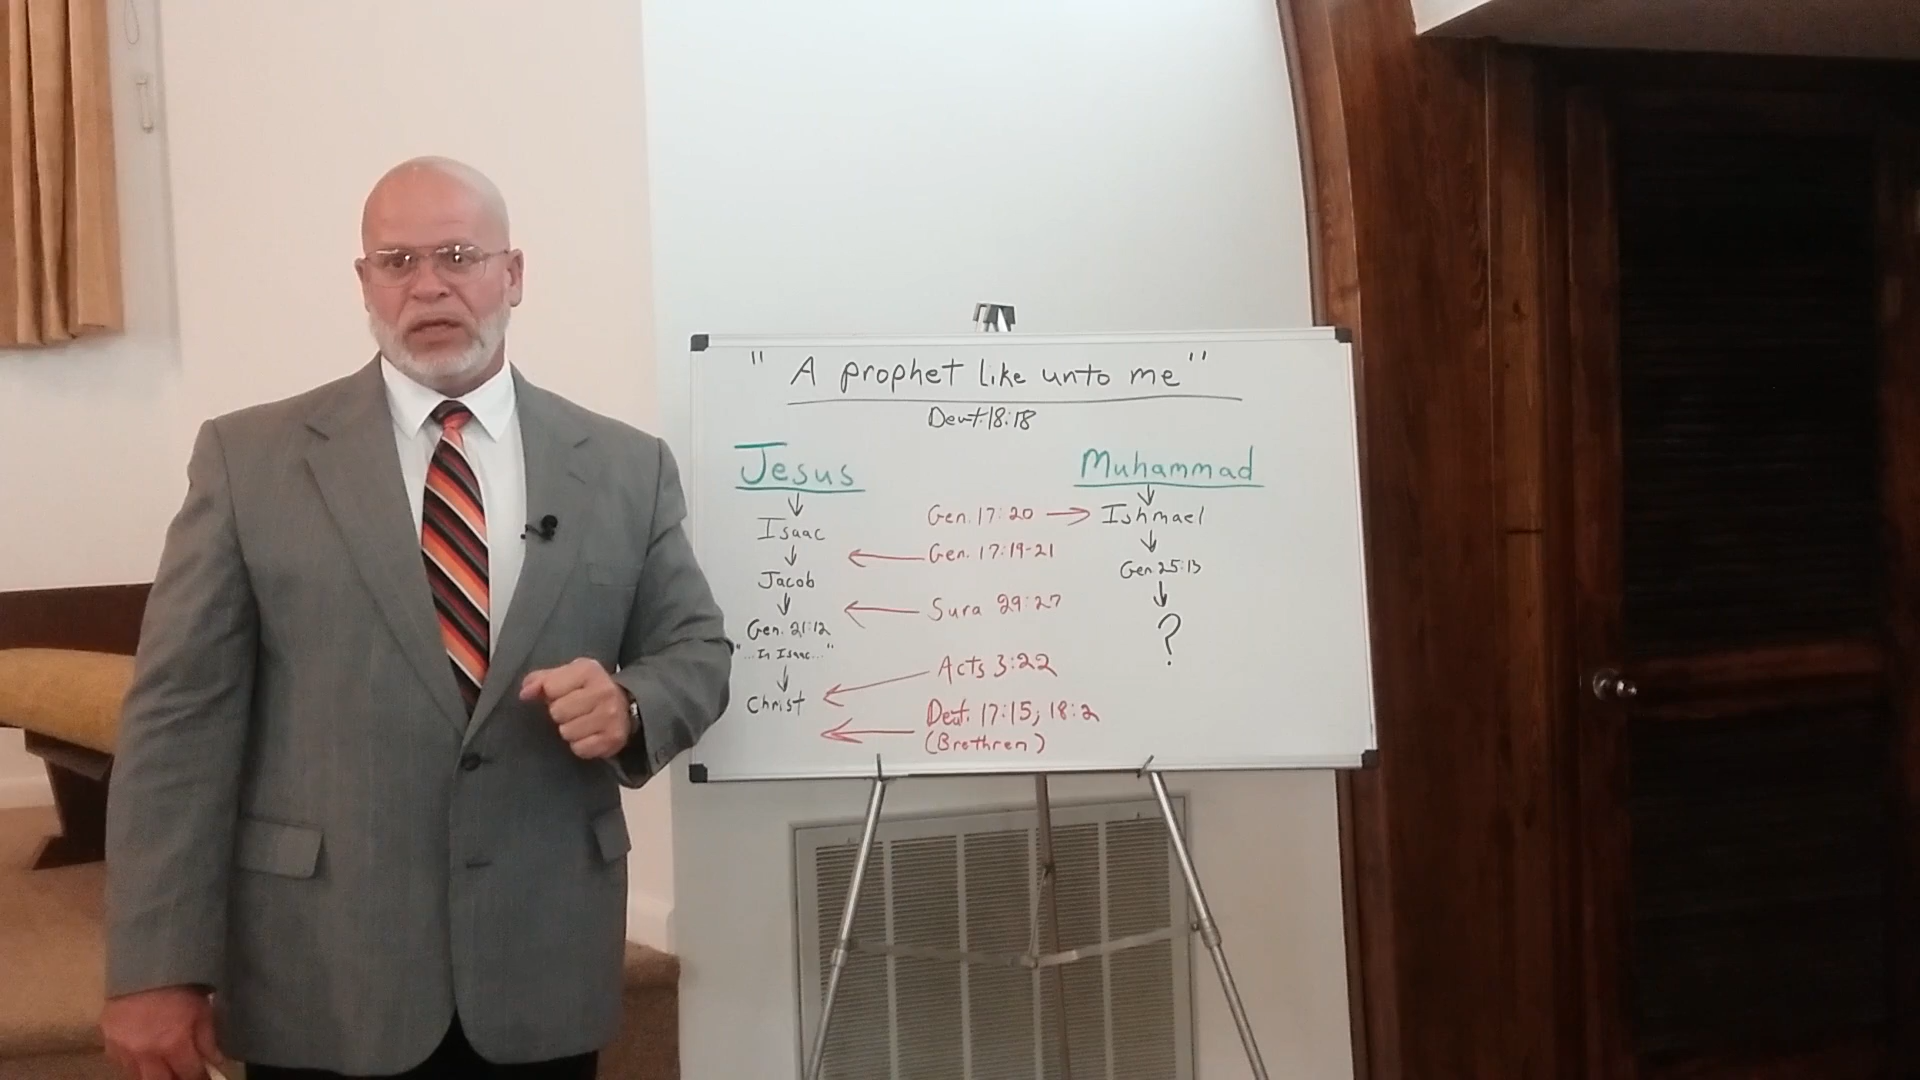 " A prophet like unto me "
Deut. 18:18
Jesus
Isaac
Jacob
Gen. 21:12
"...In Isaac..."
Christ
Gen. 17:20
Gen. 17:19-21
Sura 29:27
Acts 3:22
Deut. 17:15; 18:2
(Brethren)
Muhammad
Ishmael
Gen 25:13
?